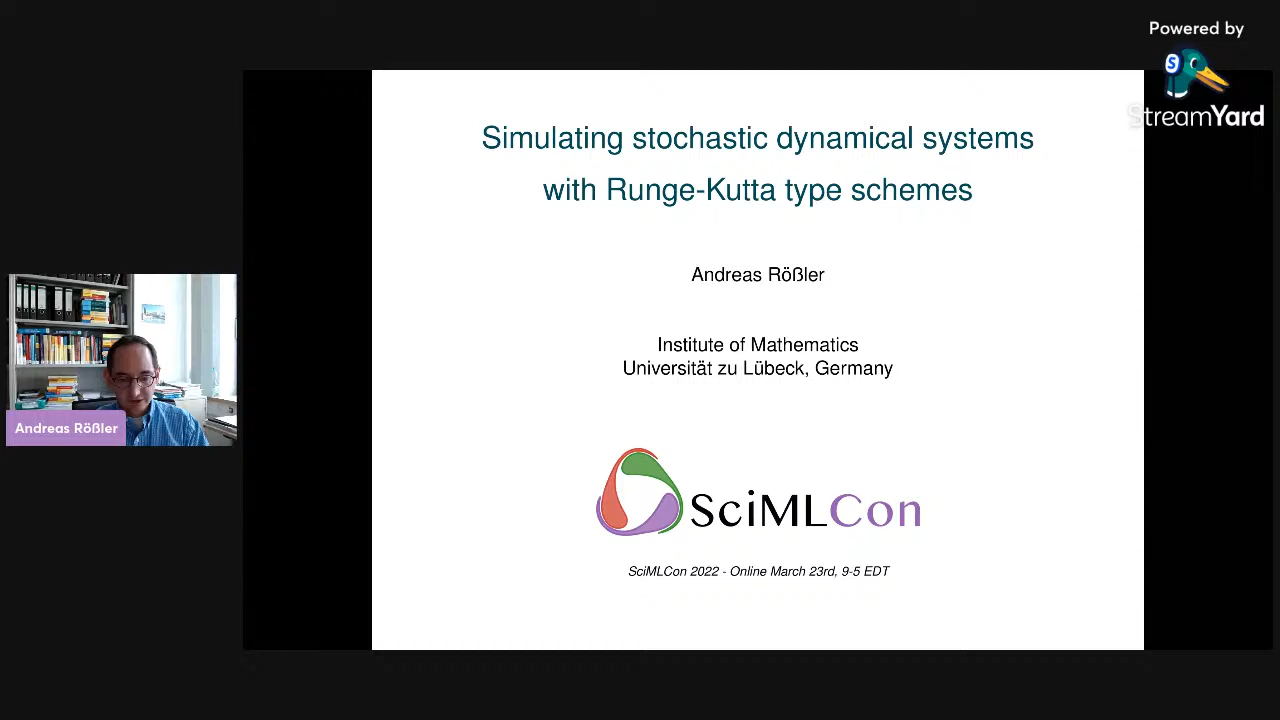 Powered by
StreamYard
Simulating stochastic dynamical systems
with Runge-Kutta type schemes
Andreas Rößler
Institute of Mathematics
Universität zu Lübeck, Germany
SciMLCon
SciMLCon 2022 - Online March 23rd, 9-5 EDT
Andreas Rößler